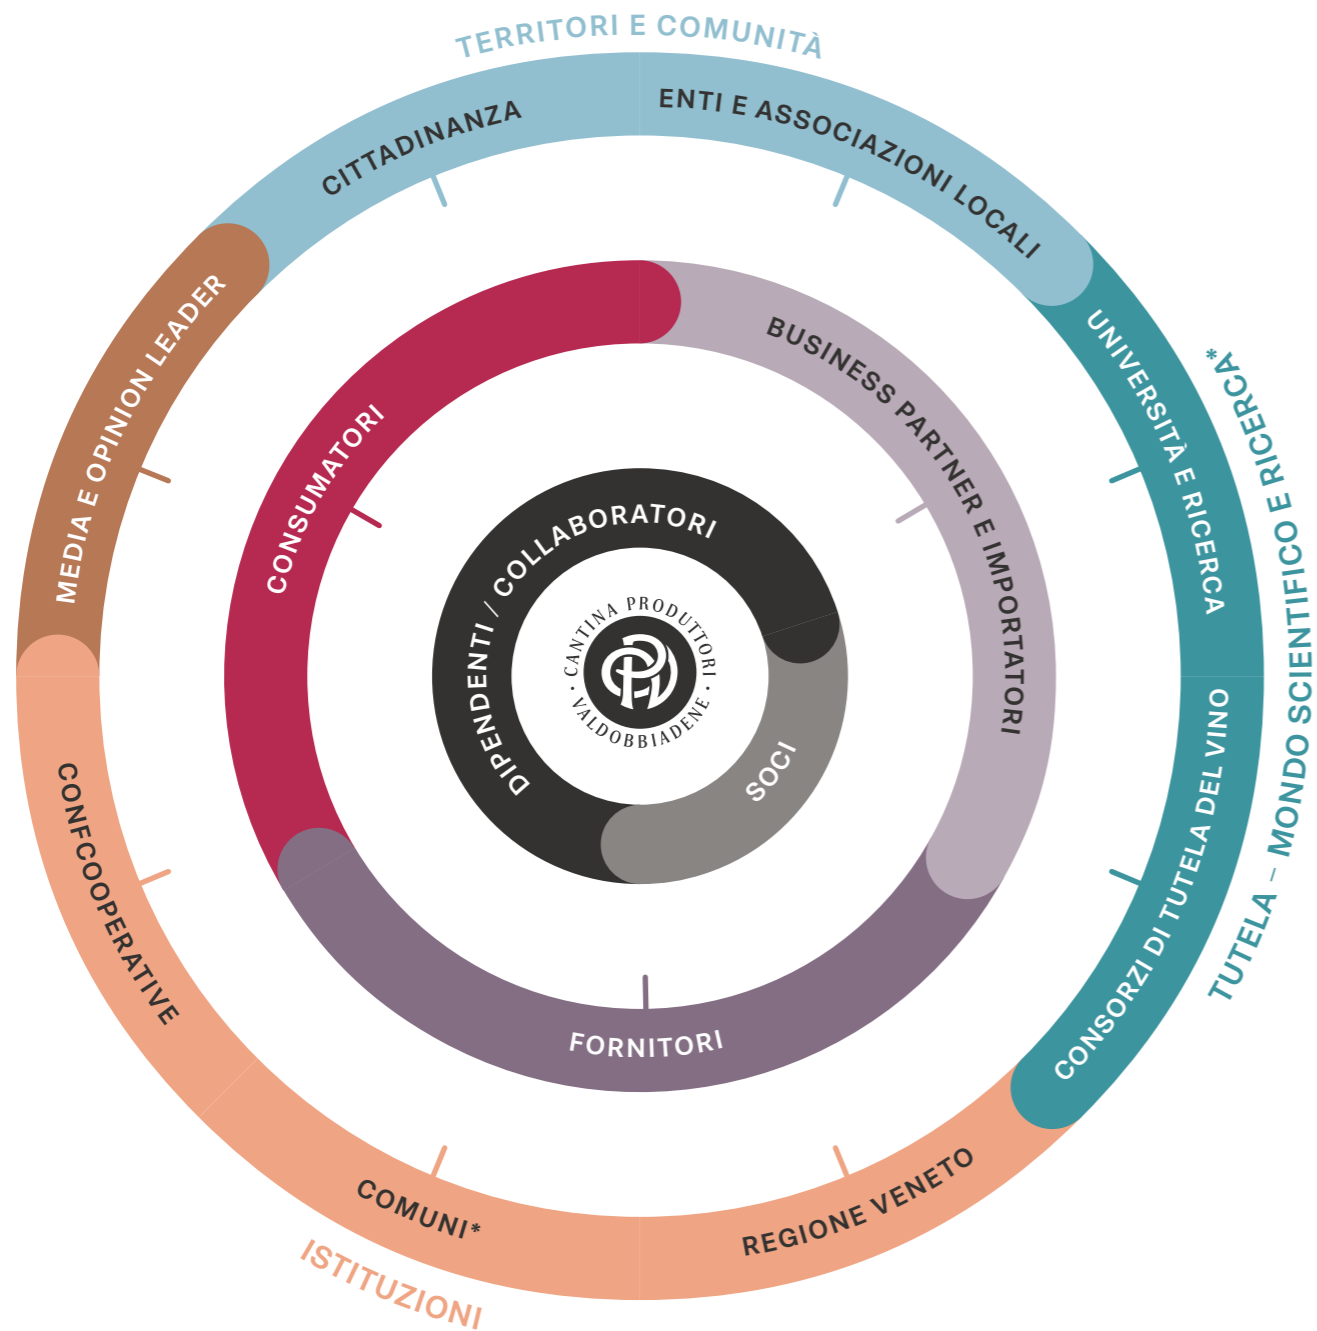 TERRITORI E COMUNITÀ
CITTADINANZA
ENTI E ASSOCIAZIONI LOCALI
UNIVERSITÀ E RICERCA
CONSORZI DI TUTELA DEL VINO
TUTELA – MONDO SCIENTIFICO E RICERCA*
REGIONE VENETO
COMUNI*
ISTITUZIONI
CONFCOOPERATIVE
MEDIA E OPINION LEADER
CONSUMATORI
BUSINESS PARTNER E IMPORTATORI
FORNITORI
DIPENDENTI / COLLABORATORI
SOCI
CANTINA PRODUTTORI
· VALDOBBIADENE ·